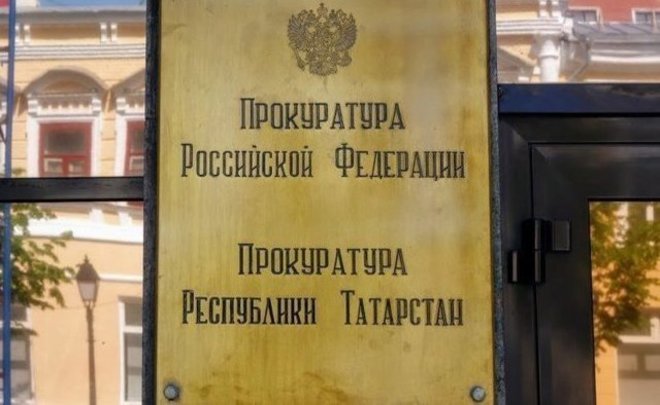 Прокуратура
Российской Федерации
Прокуратура
Республики Татарстан